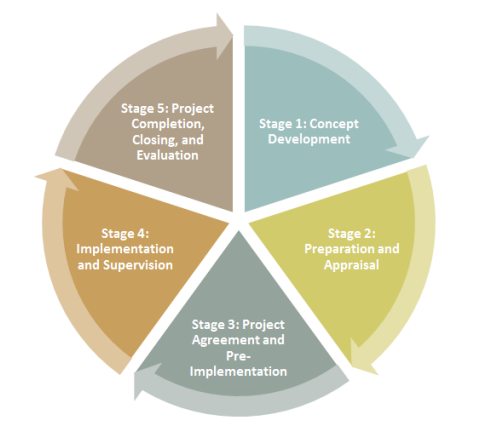 Stage 1: Concept
Development
Stage 2:
Preparation and
Appraisal
Stage 3: Project
Agreement and
Pre-
Implementation
Stage 4:
Implementation
and Supervision
Stage 5: Project
Completion,
Closing, and
Evaluation